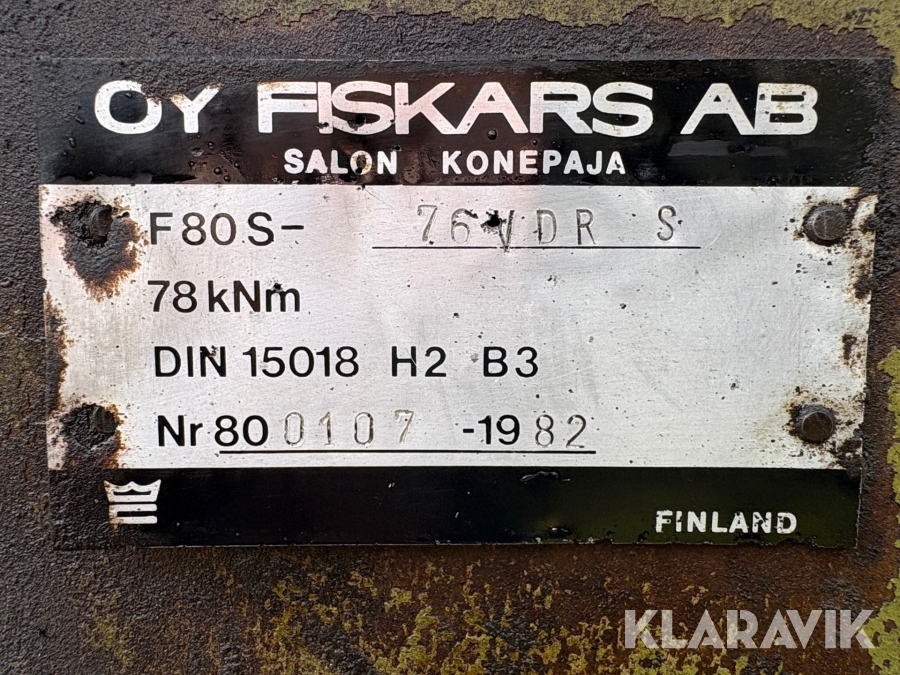 OY FISKARS AB
SALON KONEPAJA
F80S- 76VDR S
78 kNm
DIN 15018 H2 B3
Nr 800107 -1982
FINLAND
KLARAVIK